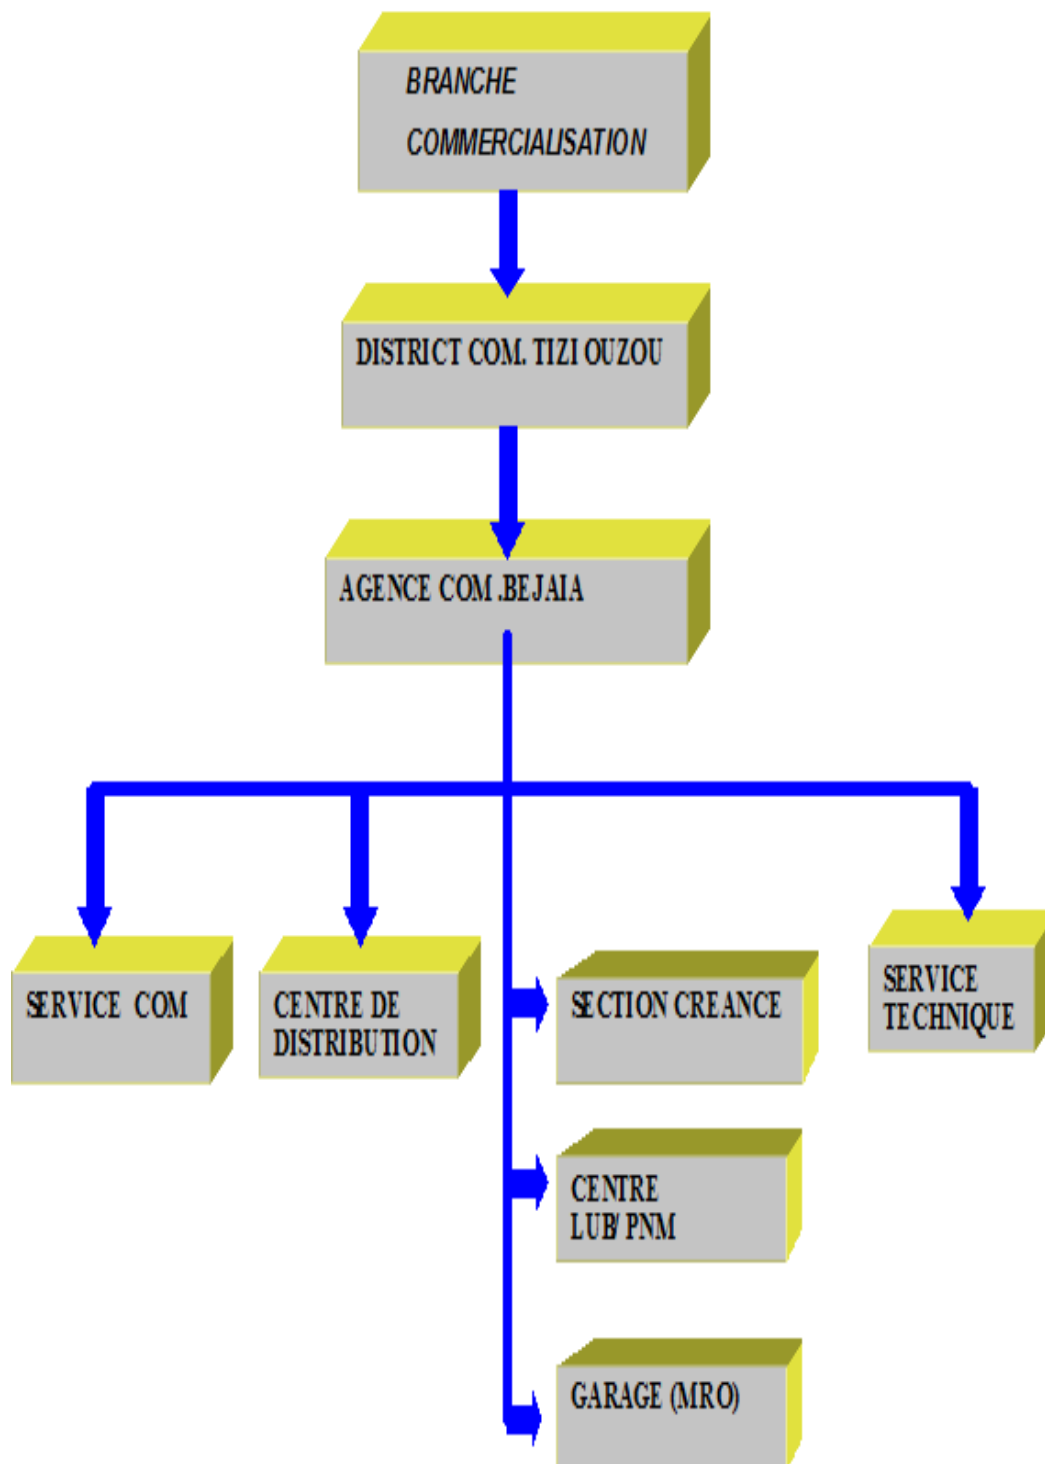 BRANCHE
COMMERCIALISATION
DISTRICT COM. TIZI OUZOU
AGENCE COM .BEJAIA
SERVICE COM
CENTRE DE
DISTRIBUTION
SECTION CREANCE
SERVICE
TECHNIQUE
CENTRE
LUB/ PNM
GARAGE (MRO)